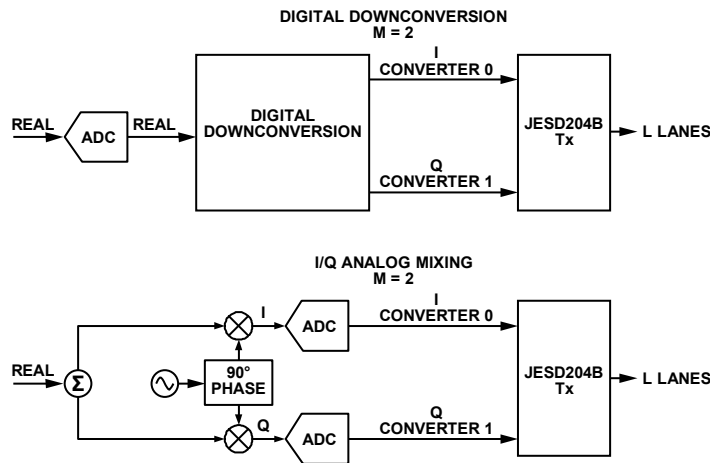 DIGITAL DOWNCONVERSION
M = 2
I
CONVERTER 0
REAL
ADC
REAL
DIGITAL
DOWNCONVERSION
JESD204B
Tx
L LANES
Q
CONVERTER 1
I/Q ANALOG MIXING
M = 2
I
ADC
I
CONVERTER 0
REAL
Σ
90°
PHASE
JESD204B
Tx
L LANES
Q
ADC
Q
CONVERTER 1